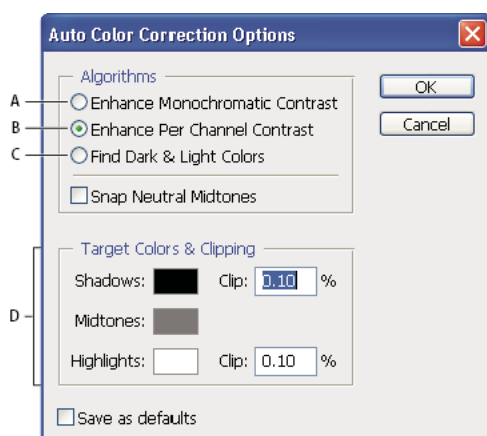 Auto Color Correction Options
Algorithms
OK
A Enhance Monochromatic Contrast
B Enhance Per Channel Contrast
Cancel
C Find Dark & Light Colors
Snap Neutral Midtones
Target Colors & Clipping
D
Shadows: Clip: 0.10 %
Midtones:
Highlights: Clip: 0.10 %
Save as defaults